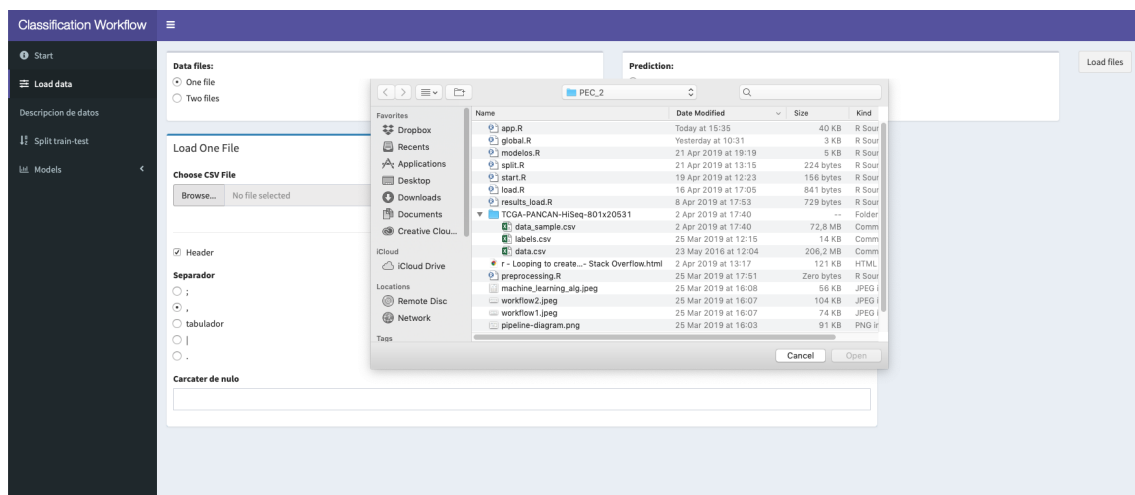 Classification Workflow
Start
Load data
Descripcion de datos
Split train-test
Models
Data files:
One file
Two files
Prediction:
Load files
Load One File
Choose CSV File
Browse... No file selected
Header
Separador
;
,
tabulador
|
.
Carcater de nulo
PEC_2
Favorites
Dropbox
Recents
Applications
Desktop
Downloads
Documents
Creative Clou...
iCloud
iCloud Drive
Locations
Remote Disc
Network
Tags
Name Date Modified Size Kind
app.R Today at 15:35 40 KB R Sour
global.R Yesterday at 10:31 3 KB R Sour
modelos.R 21 Apr 2019 at 19:19 5 KB R Sour
split.R 21 Apr 2019 at 13:15 224 bytes R Sour
start.R 19 Apr 2019 at 12:23 156 bytes R Sour
load.R 16 Apr 2019 at 17:05 841 bytes R Sour
results_load.R 8 Apr 2019 at 17:53 729 bytes R Sour
TCGA-PANCAN-HiSeq-801x20531 2 Apr 2019 at 17:40 -- Folder
data_sample.csv 2 Apr 2019 at 17:40 72,8 MB Comm
labels.csv 25 Mar 2019 at 12:15 14 KB Comm
data.csv 23 May 2016 at 12:04 206,2 MB Comm
r - Looping to create...- Stack Overflow.html 2 Apr 2019 at 13:17 121 KB HTML
preprocessing.R 25 Mar 2019 at 17:51 Zero bytes R Sour
machine_learning_alg.jpeg 25 Mar 2019 at 16:08 56 KB JPEG i
workflow2.jpeg 25 Mar 2019 at 16:07 104 KB JPEG i
workflow1.jpeg 25 Mar 2019 at 16:07 74 KB JPEG i
pipeline-diagram.png 25 Mar 2019 at 16:03 91 KB PNG in
Cancel Open